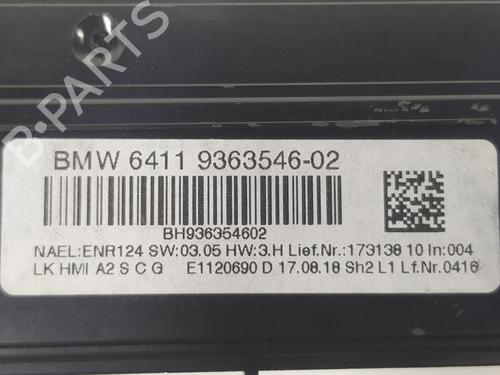 B-PARTS
BMW 6411 9363546-02
BH936354602
NAEL:ENR124 SW:03.05 HW:3.H Lief.Nr.:173138 10 In:004
LK HMI A2 S C G E1120690 D 17.08.18 Sh2 L1 Lf.Nr.0416